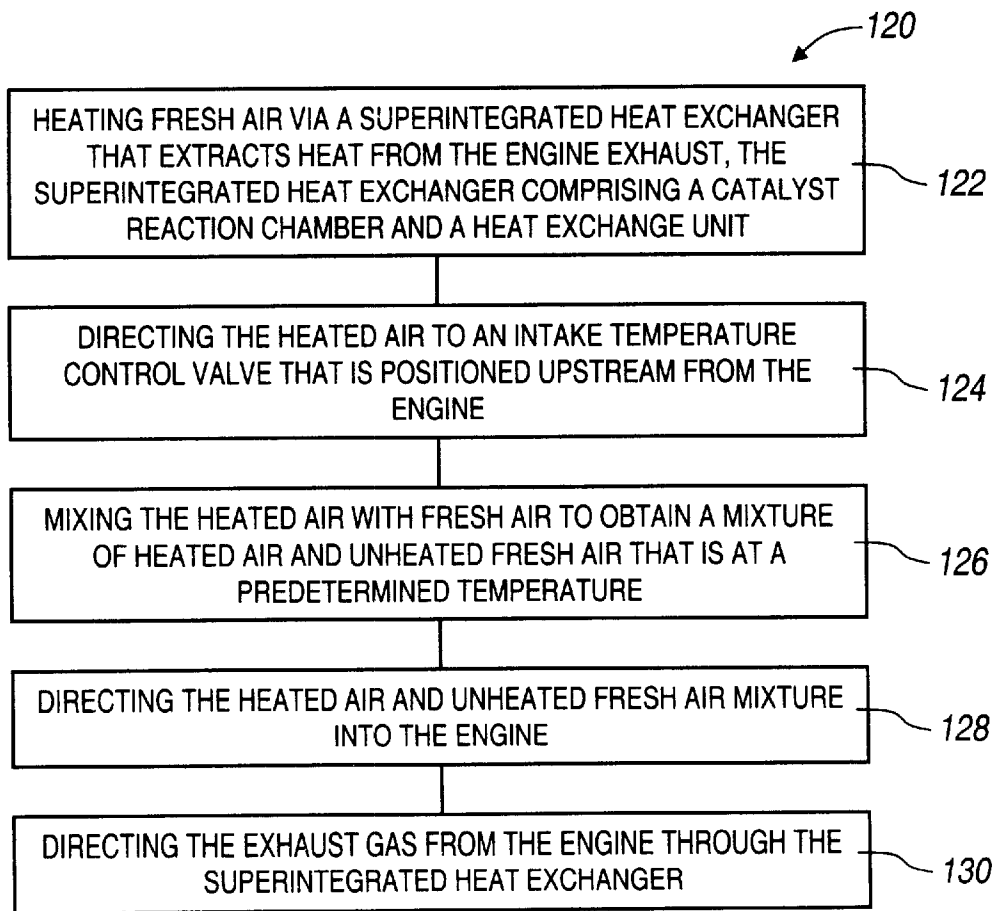 120
HEATING FRESH AIR VIA A SUPERINTEGRATED HEAT EXCHANGER
THAT EXTRACTS HEAT FROM THE ENGINE EXHAUST, THE
SUPERINTEGRATED HEAT EXCHANGER COMPRISING A CATALYST
REACTION CHAMBER AND A HEAT EXCHANGE UNIT
122
DIRECTING THE HEATED AIR TO AN INTAKE TEMPERATURE
CONTROL VALVE THAT IS POSITIONED UPSTREAM FROM THE
ENGINE
124
MIXING THE HEATED AIR WITH FRESH AIR TO OBTAIN A MIXTURE
OF HEATED AIR AND UNHEATED FRESH AIR THAT IS AT A
PREDETERMINED TEMPERATURE
126
DIRECTING THE HEATED AIR AND UNHEATED FRESH AIR MIXTURE
INTO THE ENGINE
128
DIRECTING THE EXHAUST GAS FROM THE ENGINE THROUGH THE
SUPERINTEGRATED HEAT EXCHANGER
130